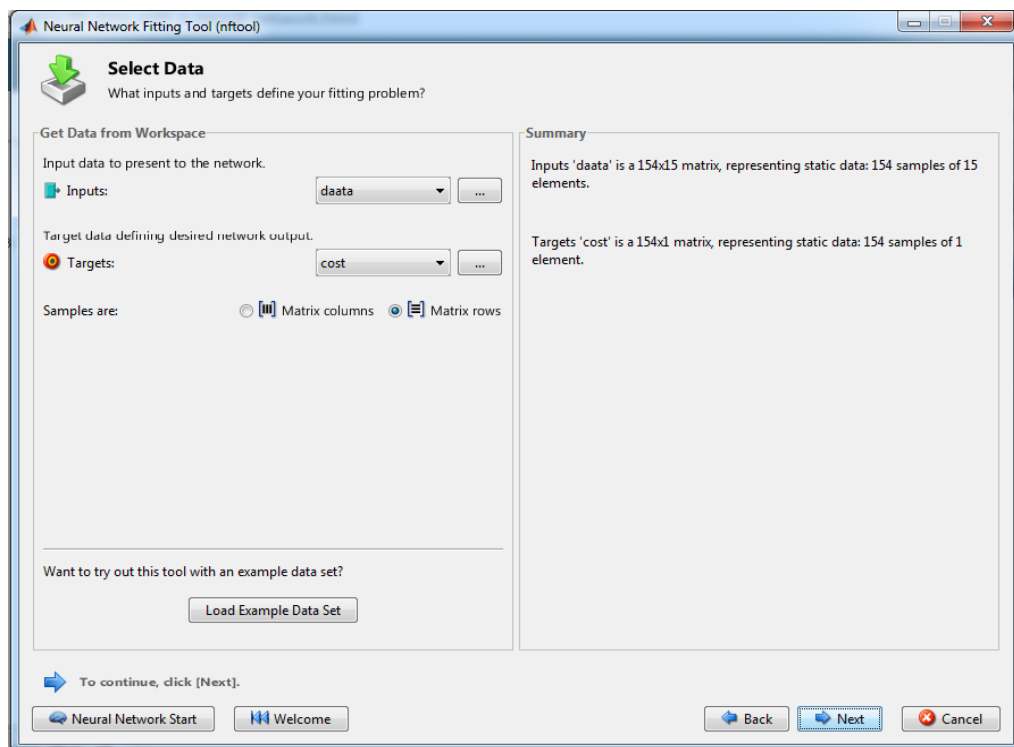 Neural Network Fitting Tool (nftool)
Select Data
What inputs and targets define your fitting problem?
Get Data from Workspace
Input data to present to the network.
Inputs:
daata
...
Target data defining desired network output.
Targets:
cost
...
Samples are:
Matrix columns
Matrix rows
Want to try out this tool with an example data set?
Load Example Data Set
Summary
Inputs 'daata' is a 154x15 matrix, representing static data: 154 samples of 15
elements.
Targets 'cost' is a 154x1 matrix, representing static data: 154 samples of 1
element.
To continue, click [Next].
Neural Network Start
Welcome
Back
Next
Cancel